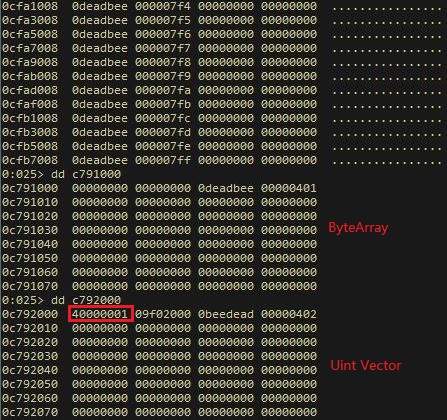 0cfa1008 0deadbee 000007f4 00000000 00000000 ................
0cfa3008 0deadbee 000007f5 00000000 00000000 ................
0cfa5008 0deadbee 000007f6 00000000 00000000 ................
0cfa7008 0deadbee 000007f7 00000000 00000000 ................
0cfa9008 0deadbee 000007f8 00000000 00000000 ................
0cfab008 0deadbee 000007f9 00000000 00000000 ................
0cfad008 0deadbee 000007fa 00000000 00000000 ................
0cfaf008 0deadbee 000007fb 00000000 00000000 ................
0cfb1008 0deadbee 000007fc 00000000 00000000 ................
0cfb3008 0deadbee 000007fd 00000000 00000000 ................
0cfb5008 0deadbee 000007fe 00000000 00000000 ................
0cfb7008 0deadbee 000007ff 00000000 00000000 ................
0:025> dd c791000
0c791000 00000000 00000000 0deadbee 00000401
0c791010 00000000 00000000 00000000 00000000
0c791020 00000000 00000000 00000000 00000000
0c791030 00000000 00000000 00000000 00000000 ByteArray
0c791040 00000000 00000000 00000000 00000000
0c791050 00000000 00000000 00000000 00000000
0c791060 00000000 00000000 00000000 00000000
0c791070 00000000 00000000 00000000 00000000
0:025> dd c792000
0c792000 40000001 09f02000 0beedead 00000402
0c792010 00000000 00000000 00000000 00000000
0c792020 00000000 00000000 00000000 00000000
0c792030 00000000 00000000 00000000 00000000
0c792040 00000000 00000000 00000000 00000000 Uint Vector
0c792050 00000000 00000000 00000000 00000000
0c792060 00000000 00000000 00000000 00000000
0c792070 00000000 00000000 00000000 00000000